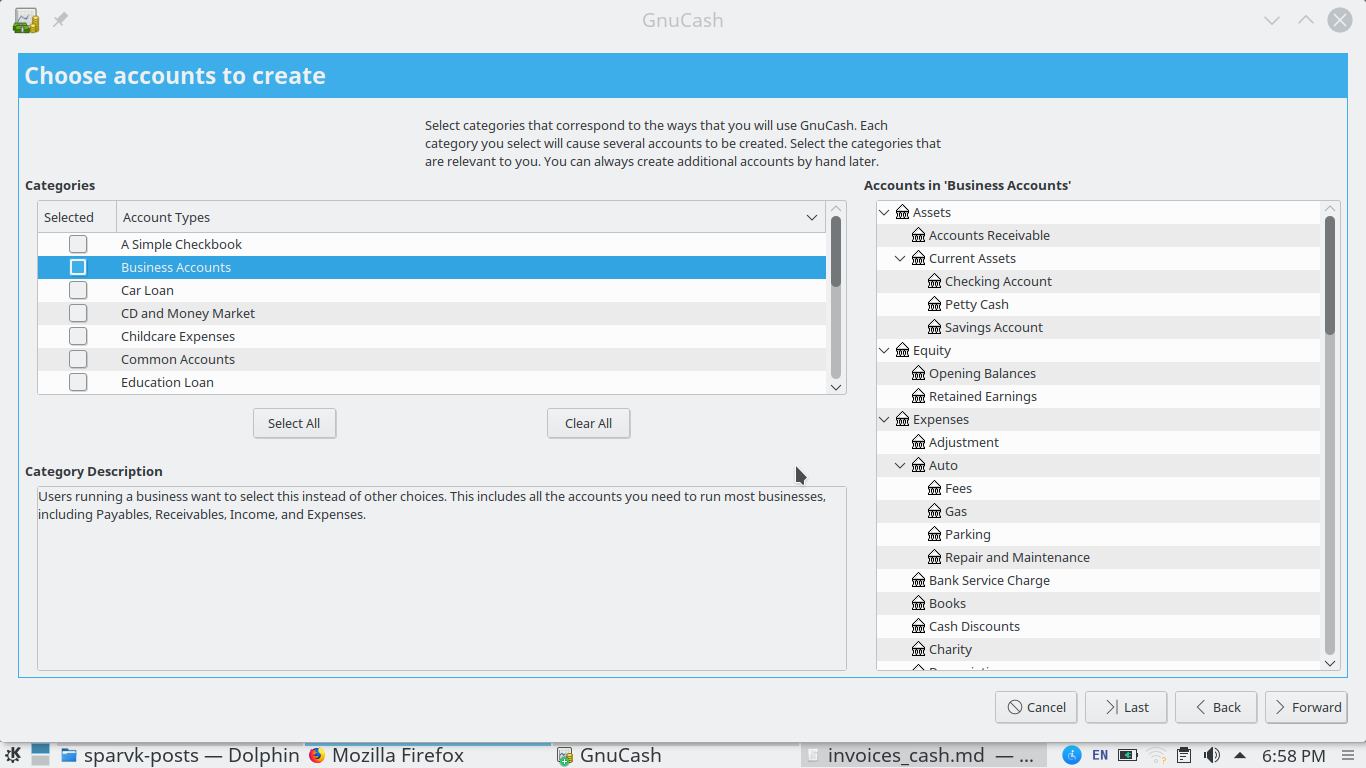 GnuCash
Choose accounts to create
Select categories that correspond to the ways that you will use GnuCash. Each
category you select will cause several accounts to be created. Select the categories that
are relevant to you. You can always create additional accounts by hand later.
Categories
Selected Account Types
A Simple Checkbook
Business Accounts
Car Loan
CD and Money Market
Childcare Expenses
Common Accounts
Education Loan
Select All Clear All
Category Description
Users running a business want to select this instead of other choices. This includes all the accounts you need to run most businesses,
including Payables, Receivables, Income, and Expenses.
Accounts in 'Business Accounts'
Assets
Accounts Receivable
Current Assets
Checking Account
Petty Cash
Savings Account
Equity
Opening Balances
Retained Earnings
Expenses
Adjustment
Auto
Fees
Gas
Parking
Repair and Maintenance
Bank Service Charge
Books
Cash Discounts
Charity
Cancel Last Back Forward
sparvk-posts — Dolphin Mozilla Firefox GnuCash invoices_cash.md — ... EN 6:58 PM